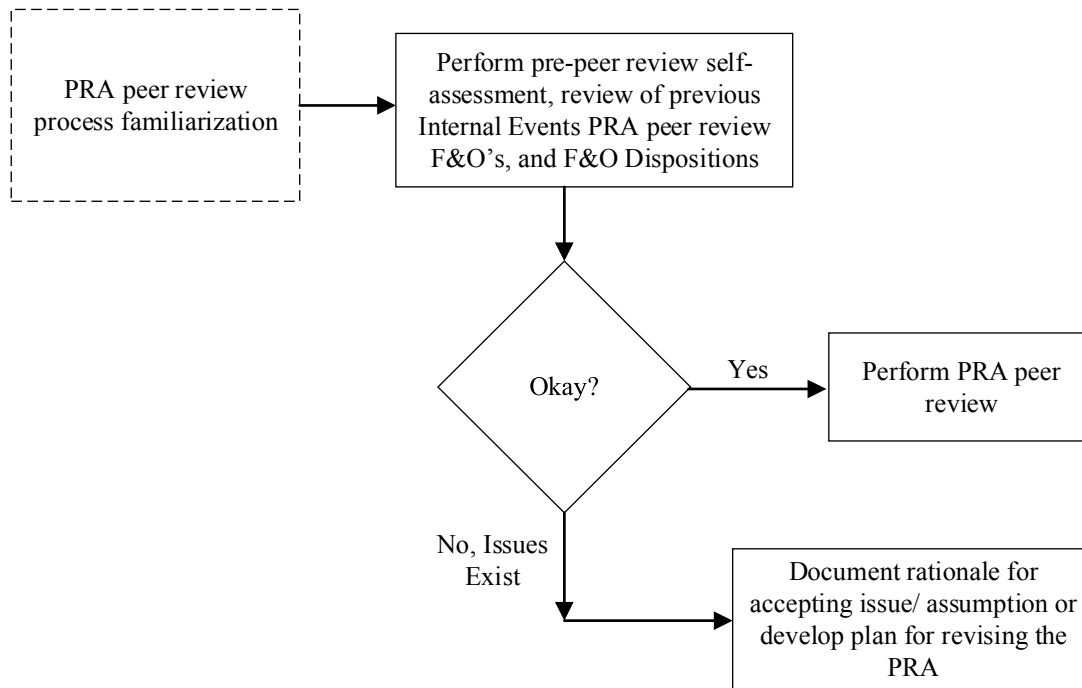 PRA peer review
process familiarization
Perform pre-peer review self-
assessment, review of previous
Internal Events PRA peer review
F&O’s, and F&O Dispositions
Okay?
Yes
Perform PRA peer
review
No, Issues
Exist
Document rationale for
accepting issue/ assumption or
develop plan for revising the
PRA